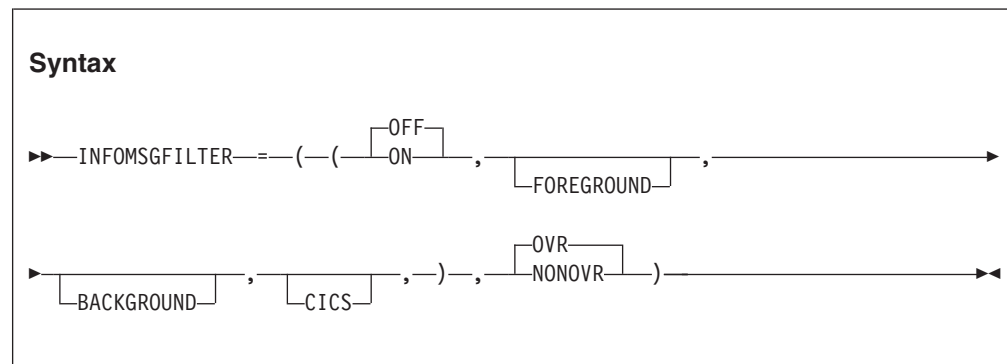 Syntax
OFF
INFOMSGFILTER = ( ( ON , FOREGROUND ,
OVR
BACKGROUND , CICS , ) , NONOVR )